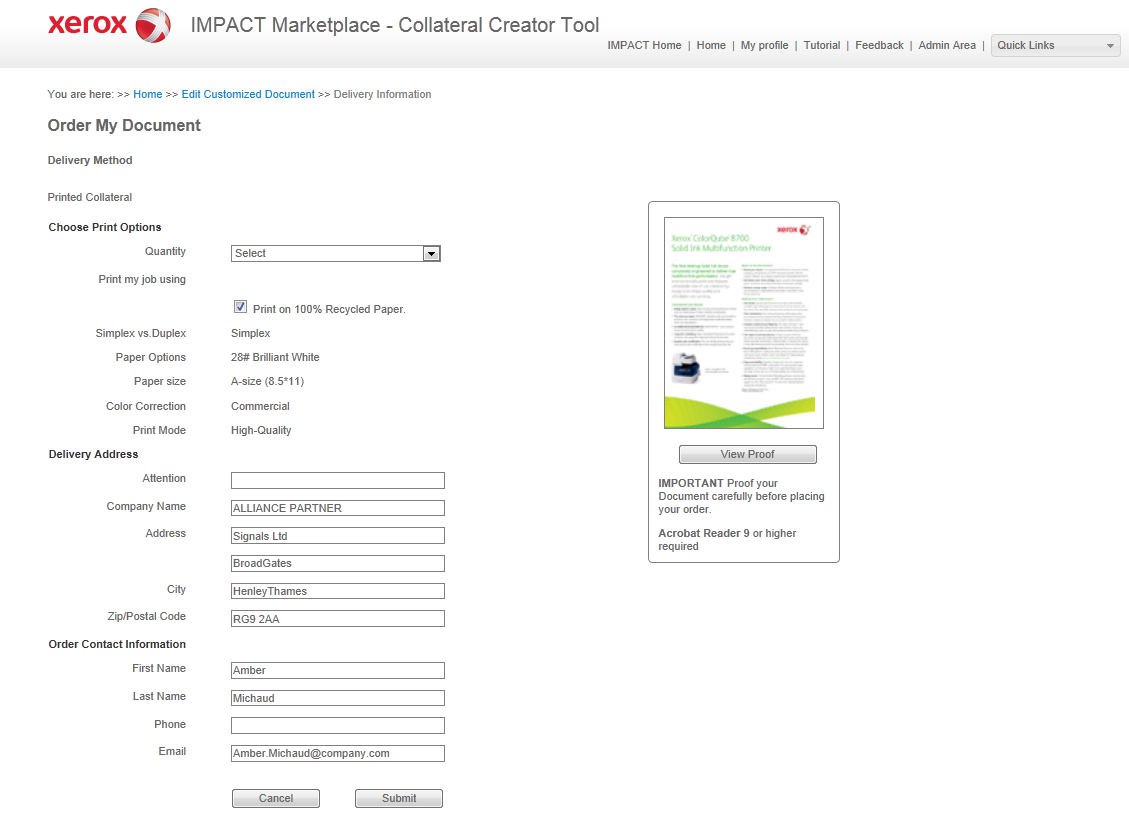 xerox IMPACT Marketplace - Collateral Creator Tool
IMPACT Home | Home | My profile | Tutorial | Feedback | Admin Area | Quick Links
You are here: >> Home >> Edit Customized Document >> Delivery Information
Order My Document
Delivery Method
Printed Collateral
Choose Print Options
Quantity Select
Print my job using
Print on 100% Recycled Paper.
Simplex vs.Duplex Simplex
Paper Options 28# Brilliant White
Paper size A-size (8.5*11)
Color Correction Commercial
Print Mode High-Quality
Delivery Address
Attention
Company Name ALLIANCE PARTNER
Address Signals Ltd
BroadGates
City HenleyThames
Zip/Postal Code RG9 2AA
Order Contact Information
First Name Amber
Last Name Michaud
Phone
Email Amber.Michaud@company.com
Cancel Submit
xerox
Xerox ColorQube 8700
Solid Ink Multifunction Printer
View Proof
IMPORTANT Proof your
Document carefully before placing
your order.
Acrobat Reader 9 or higher
required